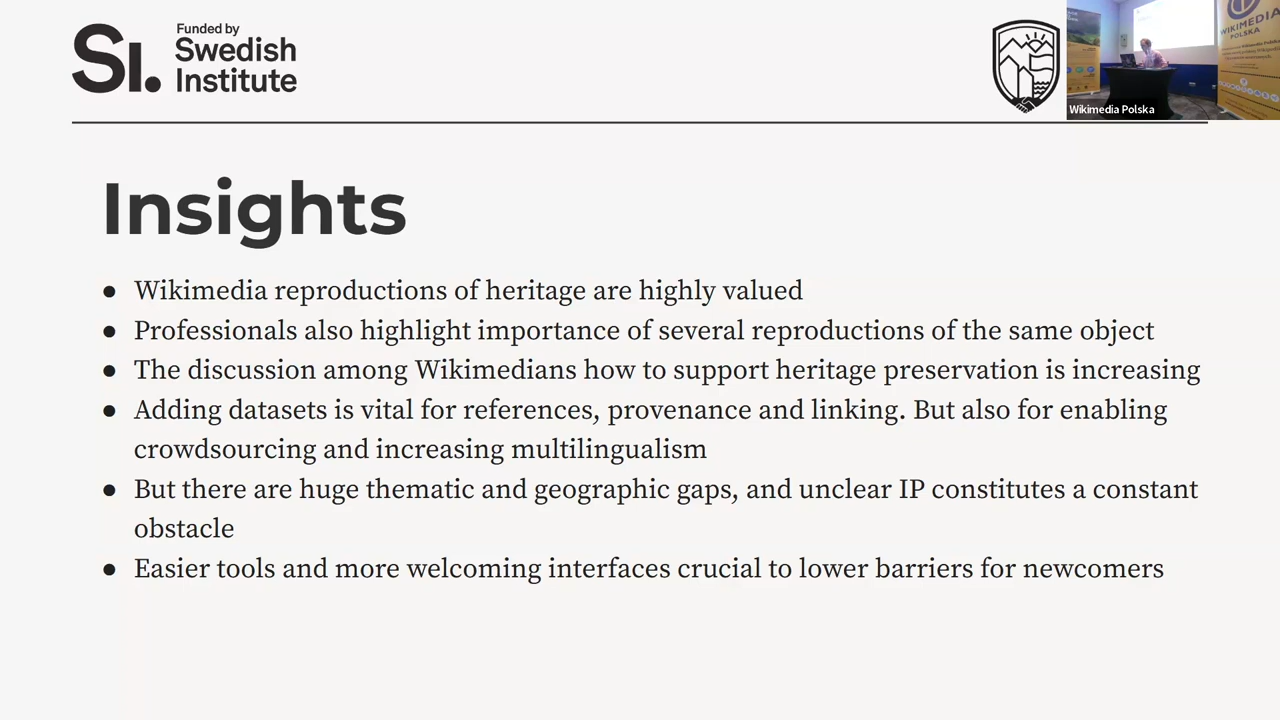 Si.
Funded by
Swedish
Institute
WIKIMEDIA
POLSKA
Wikimedia Polska
Insights
● Wikimedia reproductions of heritage are highly valued
● Professionals also highlight importance of several reproductions of the same object
● The discussion among Wikimedians how to support heritage preservation is increasing
● Adding datasets is vital for references, provenance and linking. But also for enabling
crowdsourcing and increasing multilingualism
● But there are huge thematic and geographic gaps, and unclear IP constitutes a constant
obstacle
● Easier tools and more welcoming interfaces crucial to lower barriers for newcomers